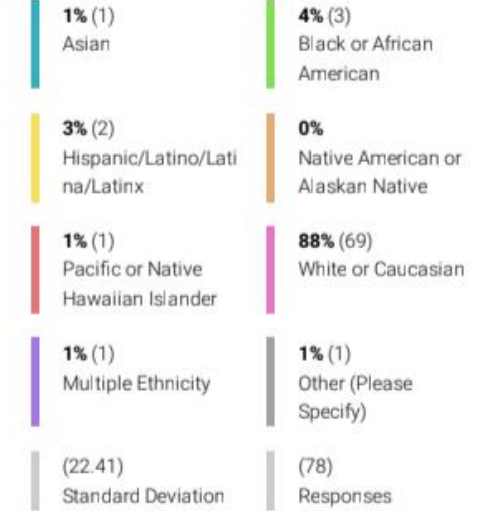 1% (1)
Asian
4% (3)
Black or African
American
3% (2)
Hispanic/Latino/Lati
na/Latinx
0%
Native American or
Alaskan Native
1% (1)
Pacific or Native
Hawaiian Islander
88% (69)
White or Caucasian
1% (1)
Multiple Ethnicity
1% (1)
Other (Please
Specify)
(22.41)
Standard Deviation
(78)
Responses